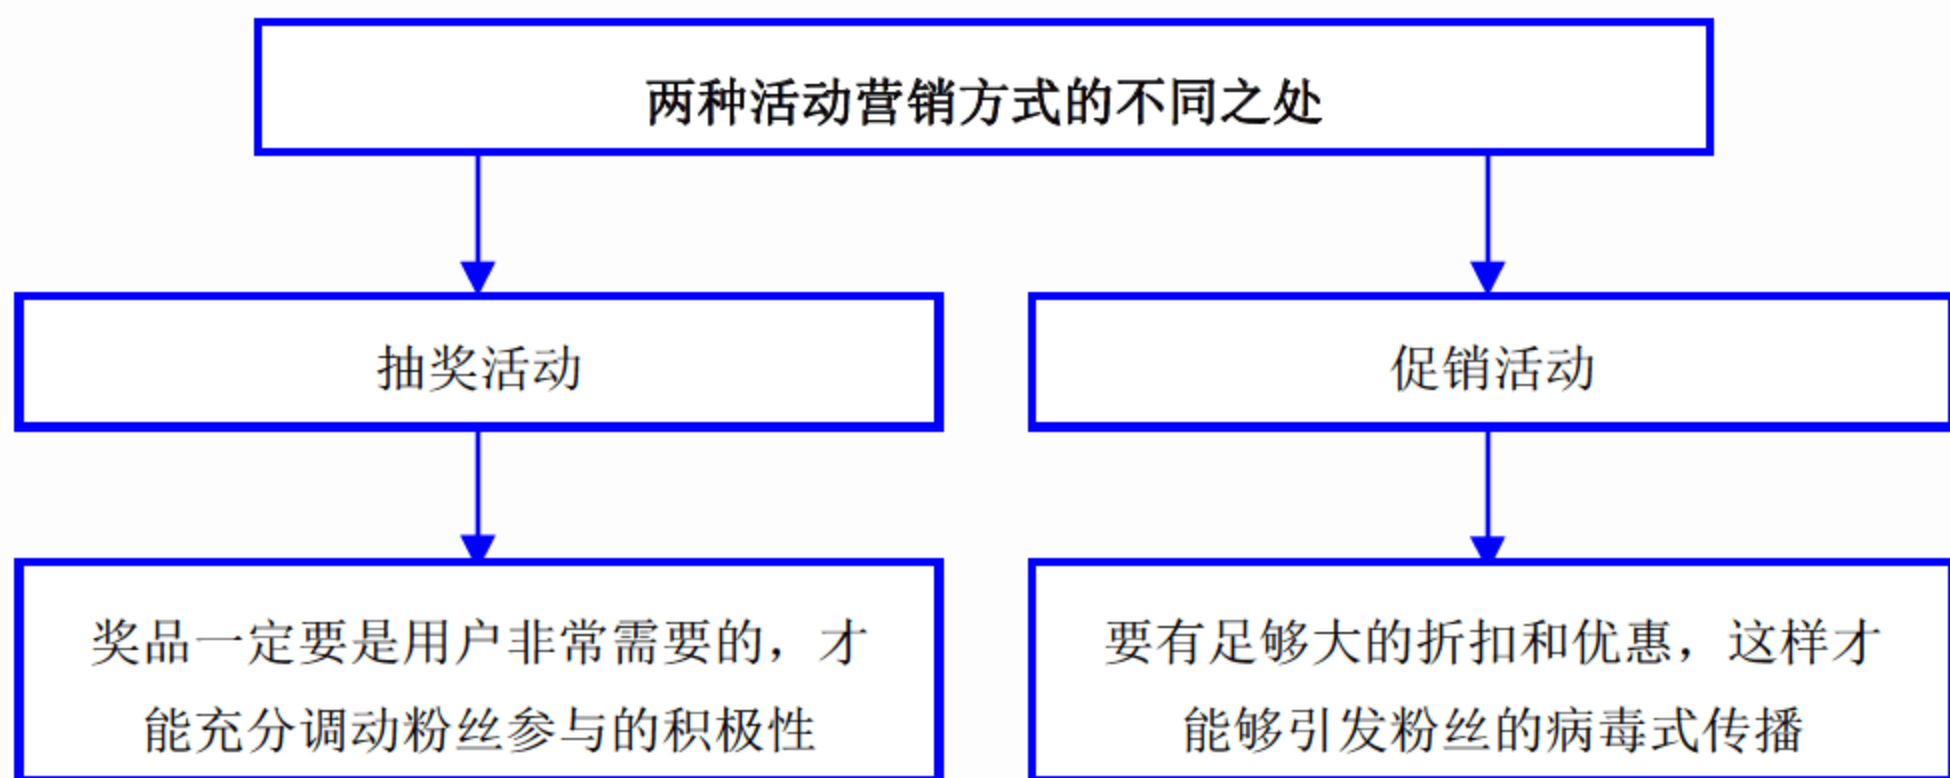 两种活动营销方式的不同之处
抽奖活动
促销活动
奖品一定要是用户非常需要的，才
能充分调动粉丝参与的积极性
要有足够大的折扣和优惠，这样才
能够引发粉丝的病毒式传播